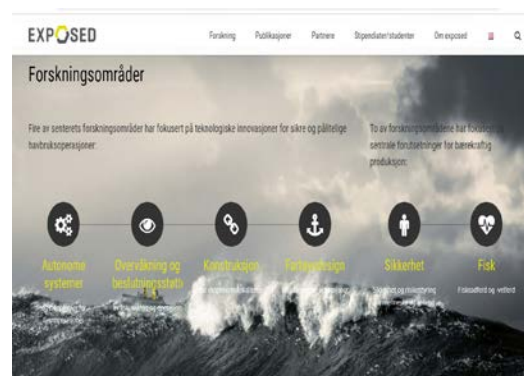 EXPOSED
Forskning Publikasjoner Partnere Stipendiater/studenter Om exposed
Forskningsområder
Fire av senterets forskningsområder har fokusert på teknologiske innovasjoner for sikre og pålitelige
havbruksoperasjoner:
To av forskningsområdene har fokusert på
sentrale forutsetninger for bærekraftig
produksjon:
Autonome
systemer
Overvåkning og
beslutningsstøtte
Konstruksjon
Fartøysdesign
Sikkerhet
Fisk
Fiskeadferd og velferd